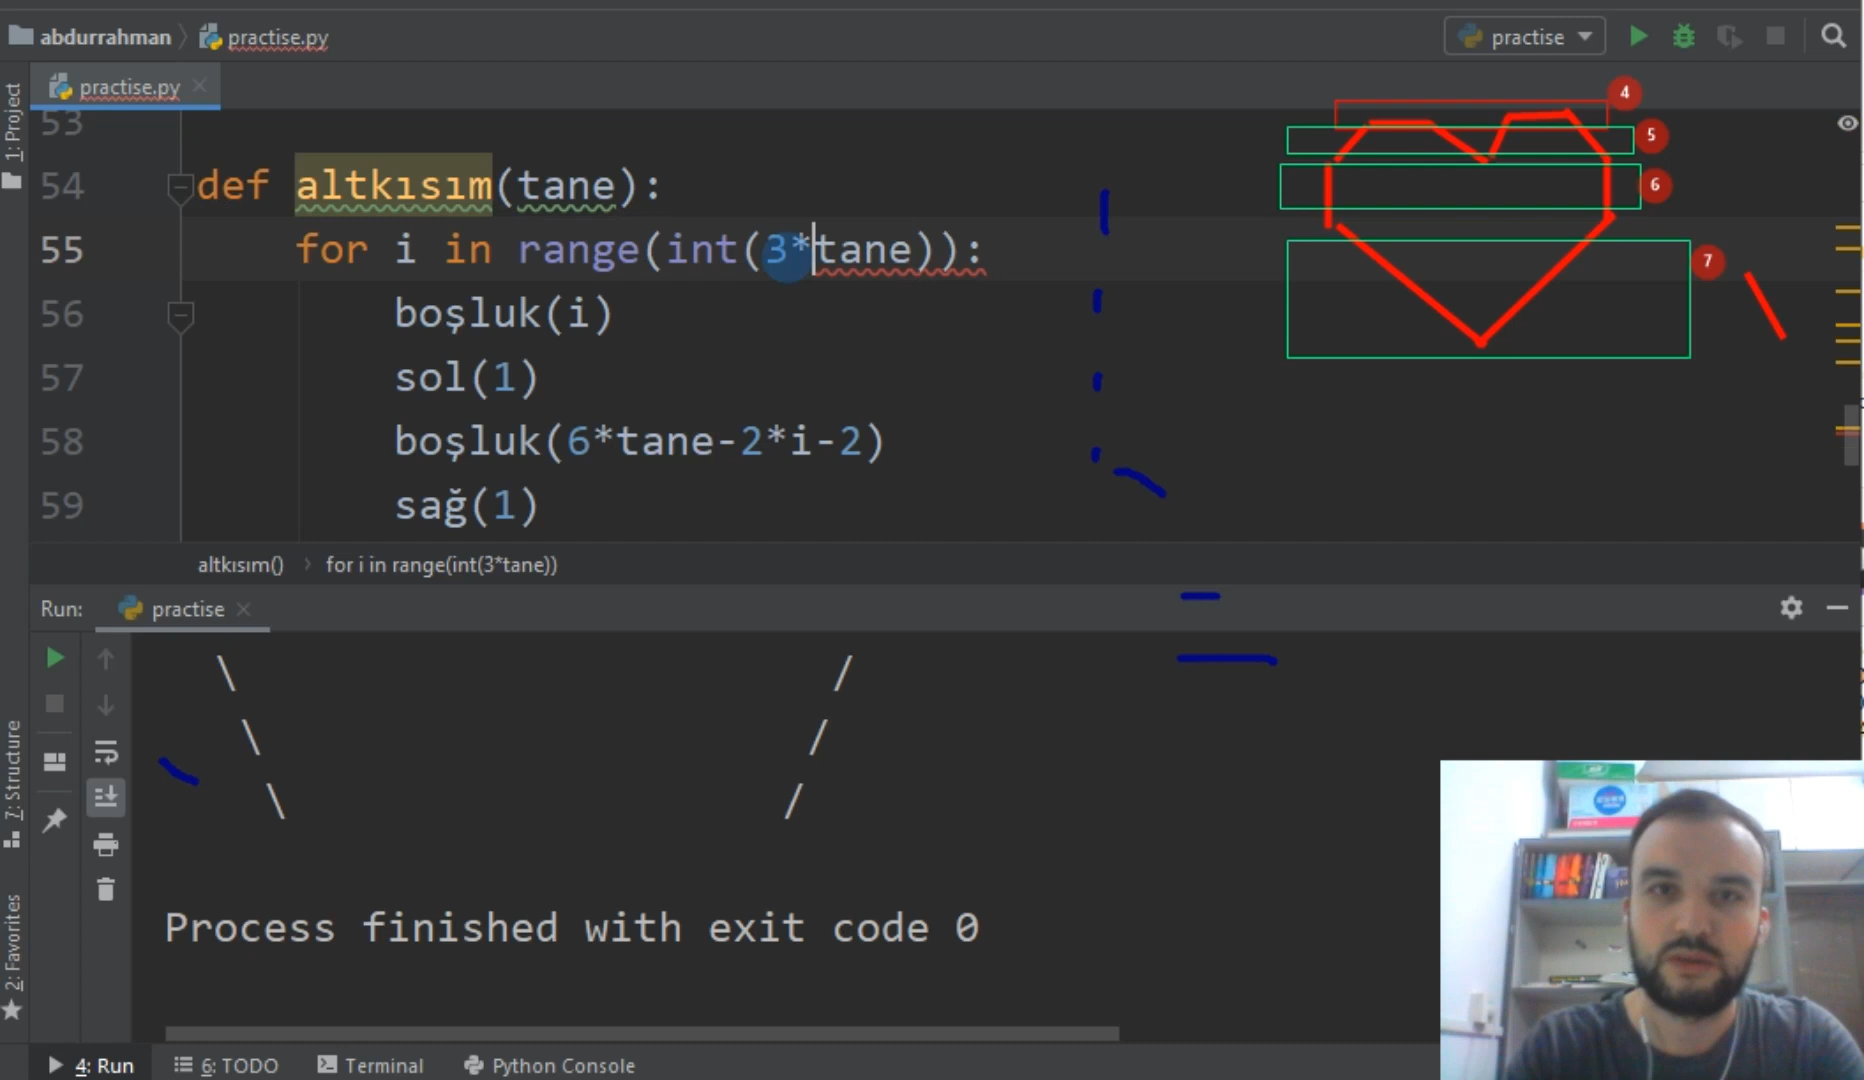 abdurrahman
practise.py
practise
practise.py
1: Project
53
54 def altkısım(tane):
55 for i in range(int(3*tane)):
56 boşluk(i)
57 sol(1)
58 boşluk(6*tane-2*i-2)
59 sağ(1)
4
5
6
7
altkısım()
for i in range(int(3*tane))
Run:
practise
\ /
\ /
\ /
Process finished with exit code 0
7: Structure
2: Favorites
4: Run
6: TODO
Terminal
Python Console